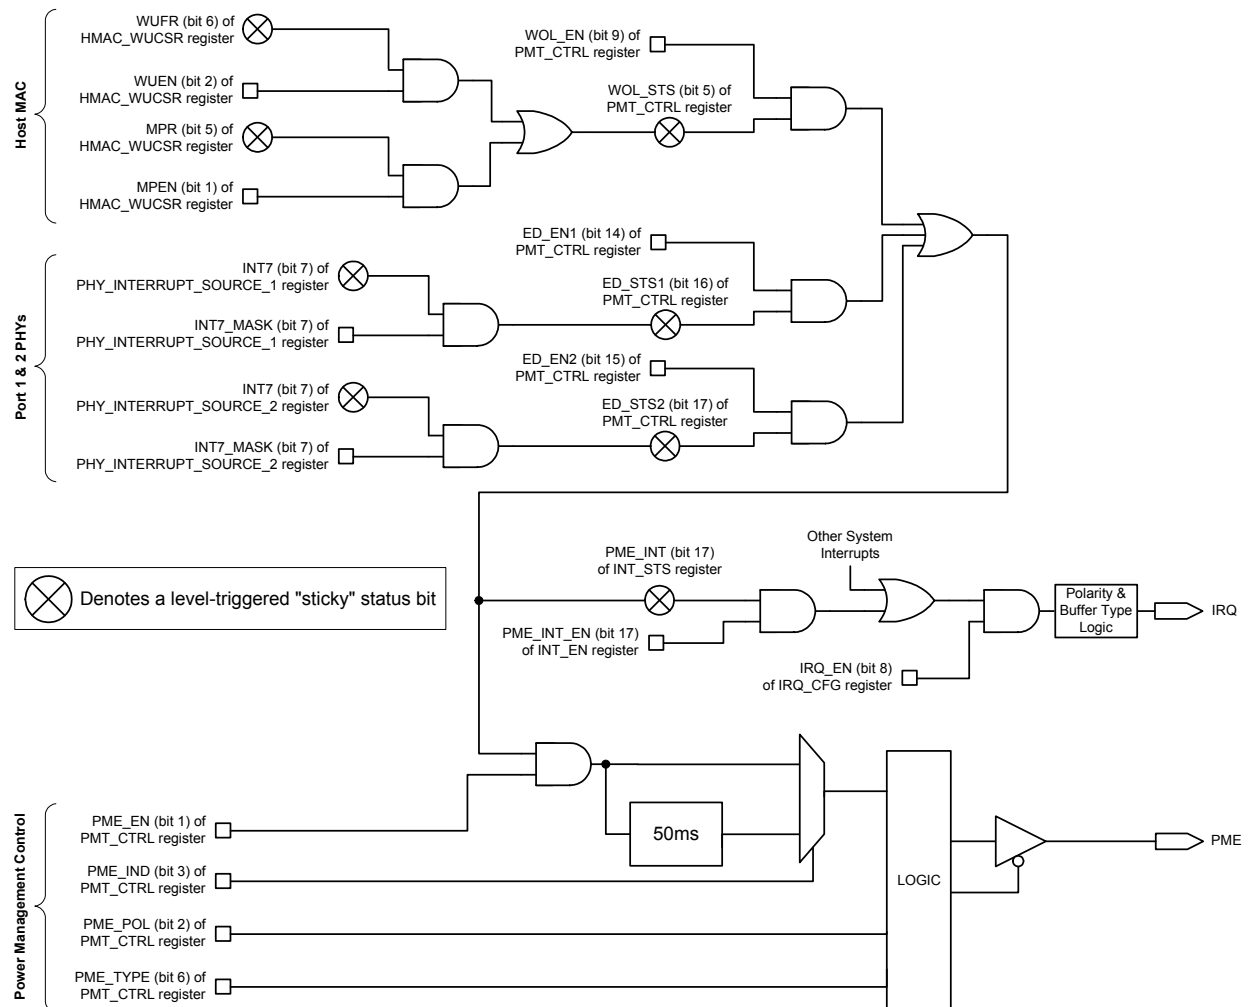 Host MAC
WUFR (bit 6) of
HMAC_WUCSR register
WUEN (bit 2) of
HMAC_WUCSR register
MPR (bit 5) of
HMAC_WUCSR register
MPEN (bit 1) of
HMAC_WUCSR register
WOL_EN (bit 9) of
PMT_CTRL register
WOL_STS (bit 5) of
PMT_CTRL register
Port 1 & 2 PHYs
INT7 (bit 7) of
PHY_INTERRUPT_SOURCE_1 register
INT7_MASK (bit 7) of
PHY_INTERRUPT_SOURCE_1 register
INT7 (bit 7) of
PHY_INTERRUPT_SOURCE_2 register
INT7_MASK (bit 7) of
PHY_INTERRUPT_SOURCE_2 register
ED_EN1 (bit 14) of
PMT_CTRL register
ED_STS1 (bit 16) of
PMT_CTRL register
ED_EN2 (bit 15) of
PMT_CTRL register
ED_STS2 (bit 17) of
PMT_CTRL register
Denotes a level-triggered "sticky" status bit
PME_INT (bit 17)
of INT_STS register
PME_INT_EN (bit 17)
of INT_EN register
Other System
Interrupts
IRQ_EN (bit 8)
of IRQ_CFG register
Polarity &
Buffer Type
Logic
IRQ
Power Management Control
PME_EN (bit 1) of
PMT_CTRL register
PME_IND (bit 3) of
PMT_CTRL register
PME_POL (bit 2) of
PMT_CTRL register
PME_TYPE (bit 6) of
PMT_CTRL register
50ms
LOGIC
PME